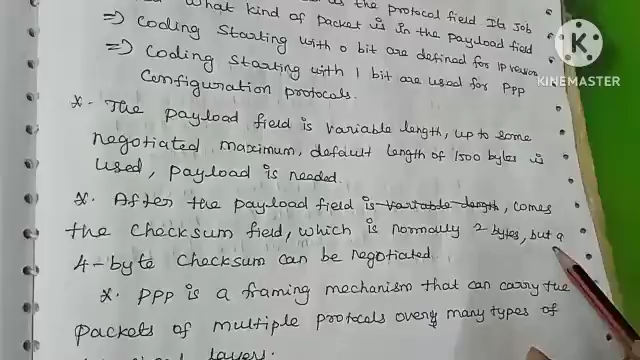 what kind of packet is in the payload field
the protocol field Its Job
=> Coding Starting with 0 bit are defined for IP version
=> Coding Starting with 1 bit are used for PPP
Configuration protocols.
*. The payload field is variable length, up to some
negotiated maximum, default length of 1500 bytes is
used, payload is needed.
*. After the payload field is variable length, comes
the checksum field, which is normally 2 bytes, but a
4-byte checksum can be negotiated.
*. PPP is a framing mechanism that can carry the
packets of multiple protocols over many types of
layer.
KINEMASTER